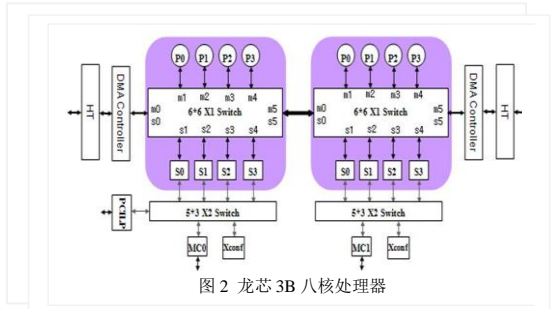 P0 P1 P2 P3 P0 P1 P2 P3
HT DMA Controller m1 m2 m3 m4 m1 m2 m3 m4 DMA Controller HT
m0 m5 m0 m5
6*6 X1 Switch 6*6 X1 Switch
s0 s5 s0 s5
s1 s2 s3 s4 s1 s2 s3 s4
S0 S1 S2 S3 S0 S1 S2 S3
PCI/LP 5*3 X2 Switch 5*3 X2 Switch
MC0 Xconf MC1 Xconf
图 2 龙芯 3B 八核处理器